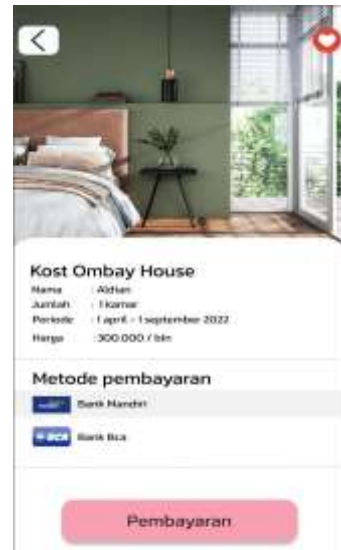 Kost Ombay House
Nama : Aldian
Jumlah : 1 kamar
Periode : 1 april - 1 september 2022
Harga : 300.000 / bln
Metode pembayaran
Bank Mandiri
BCA Bank Bca
Pembayaran